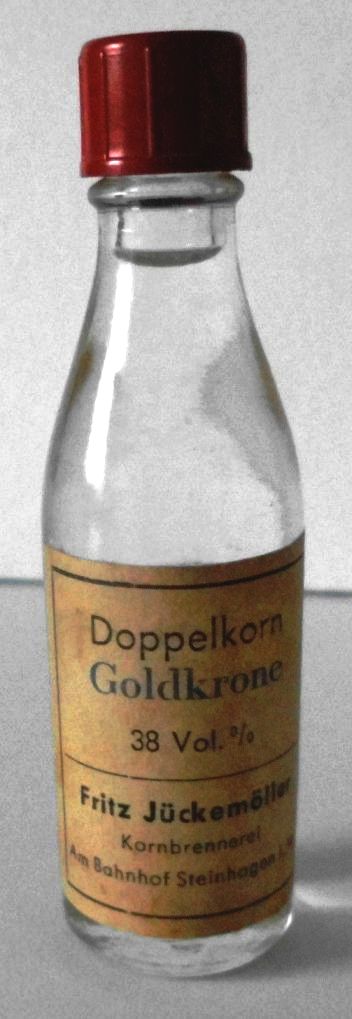 Doppelkorn
Goldkrone
38 Vol. %
Fritz Jückemöller
Kornbrennerei
Am Bahnhof Steinhagen i.W.